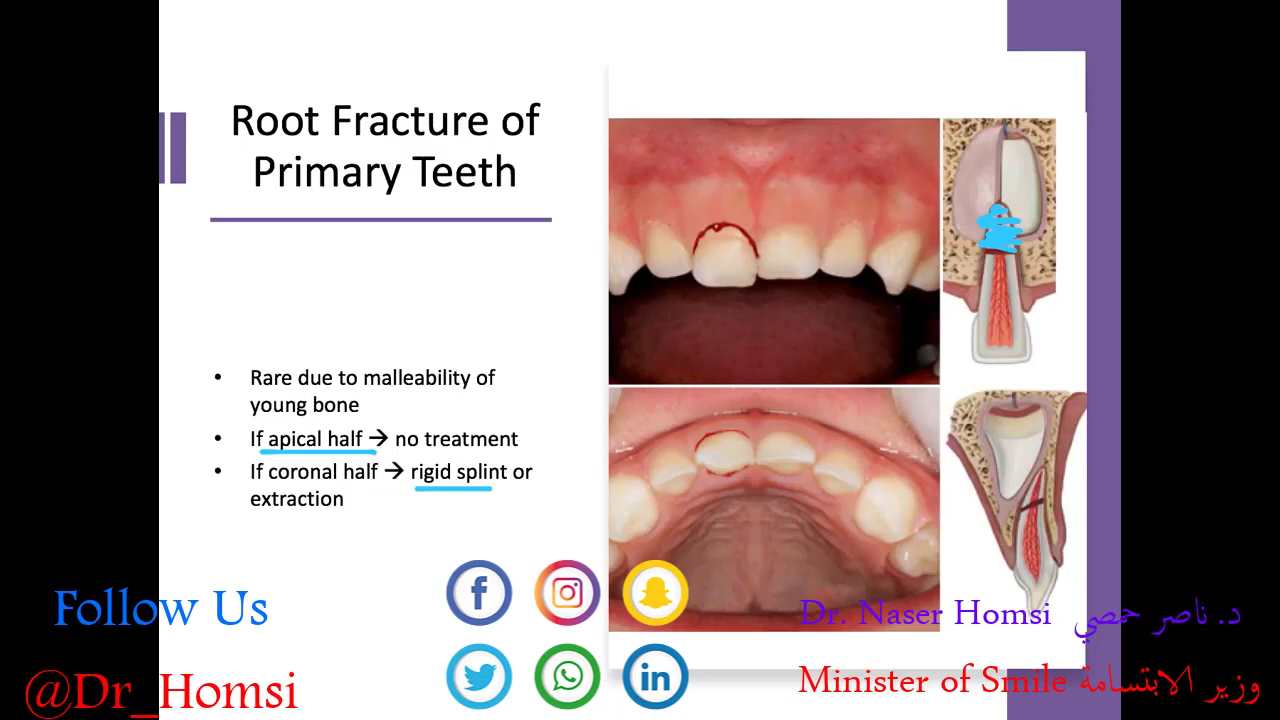 Root Fracture of
Primary Teeth
• Rare due to malleability of
young bone
• If apical half → no treatment
• If coronal half → rigid splint or
extraction
Follow Us
@Dr_Homsi
f
in
Dr. Naser Homsi د. ناصر حمصي
Minister of Smile وزير الابتسامة